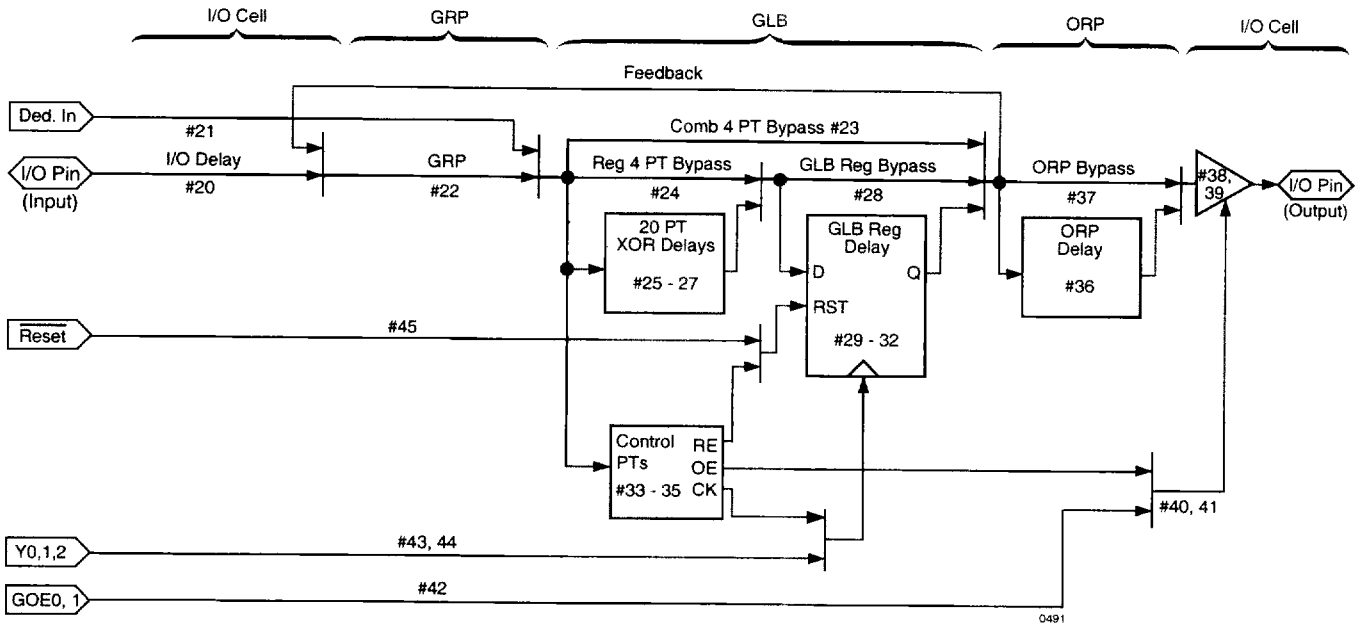 I/O Cell
GRP
GLB
ORP
I/O Cell
Feedback
Ded. In
#21
Comb 4 PT Bypass #23
I/O Pin
(Input)
I/O Delay
#20
GRP
#22
Reg 4 PT Bypass
#24
GLB Reg Bypass
#28
ORP Bypass
#37
#38,
39
I/O Pin
(Output)
20 PT
XOR Delays
#25 - 27
GLB Reg
Delay
D
Q
RST
#29 - 32
ORP
Delay
#36
Reset
#45
Control
PTs
#33 - 35
RE
OE
CK
#40, 41
Y0,1,2
#43, 44
GOE0, 1
#42
0491